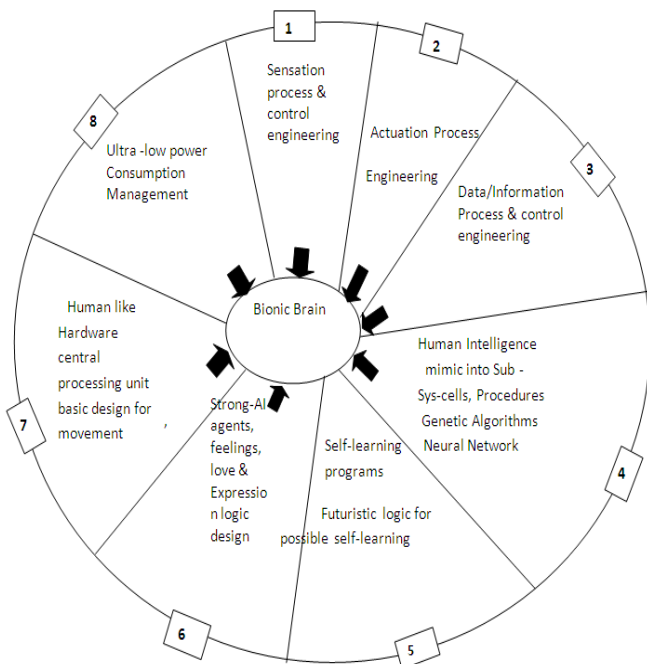 1
Sensation
process &
control
engineering
2
Actuation Process
Engineering
3
Data/Information
Process & control
engineering
Human Intelligence
mimic into Sub -
Sys-cells, Procedures
Genetic Algorithms
Neural Network
4
Self-learning
programs
Futuristic logic for
possible self-learning
5
Strong-AI
agents,
feelings,
love &
Expressio
n logic
design
6
Human like
Hardware
central
processing unit
basic design for
movement ,
7
8
Ultra -low power
Consumption
Management
Bionic Brain